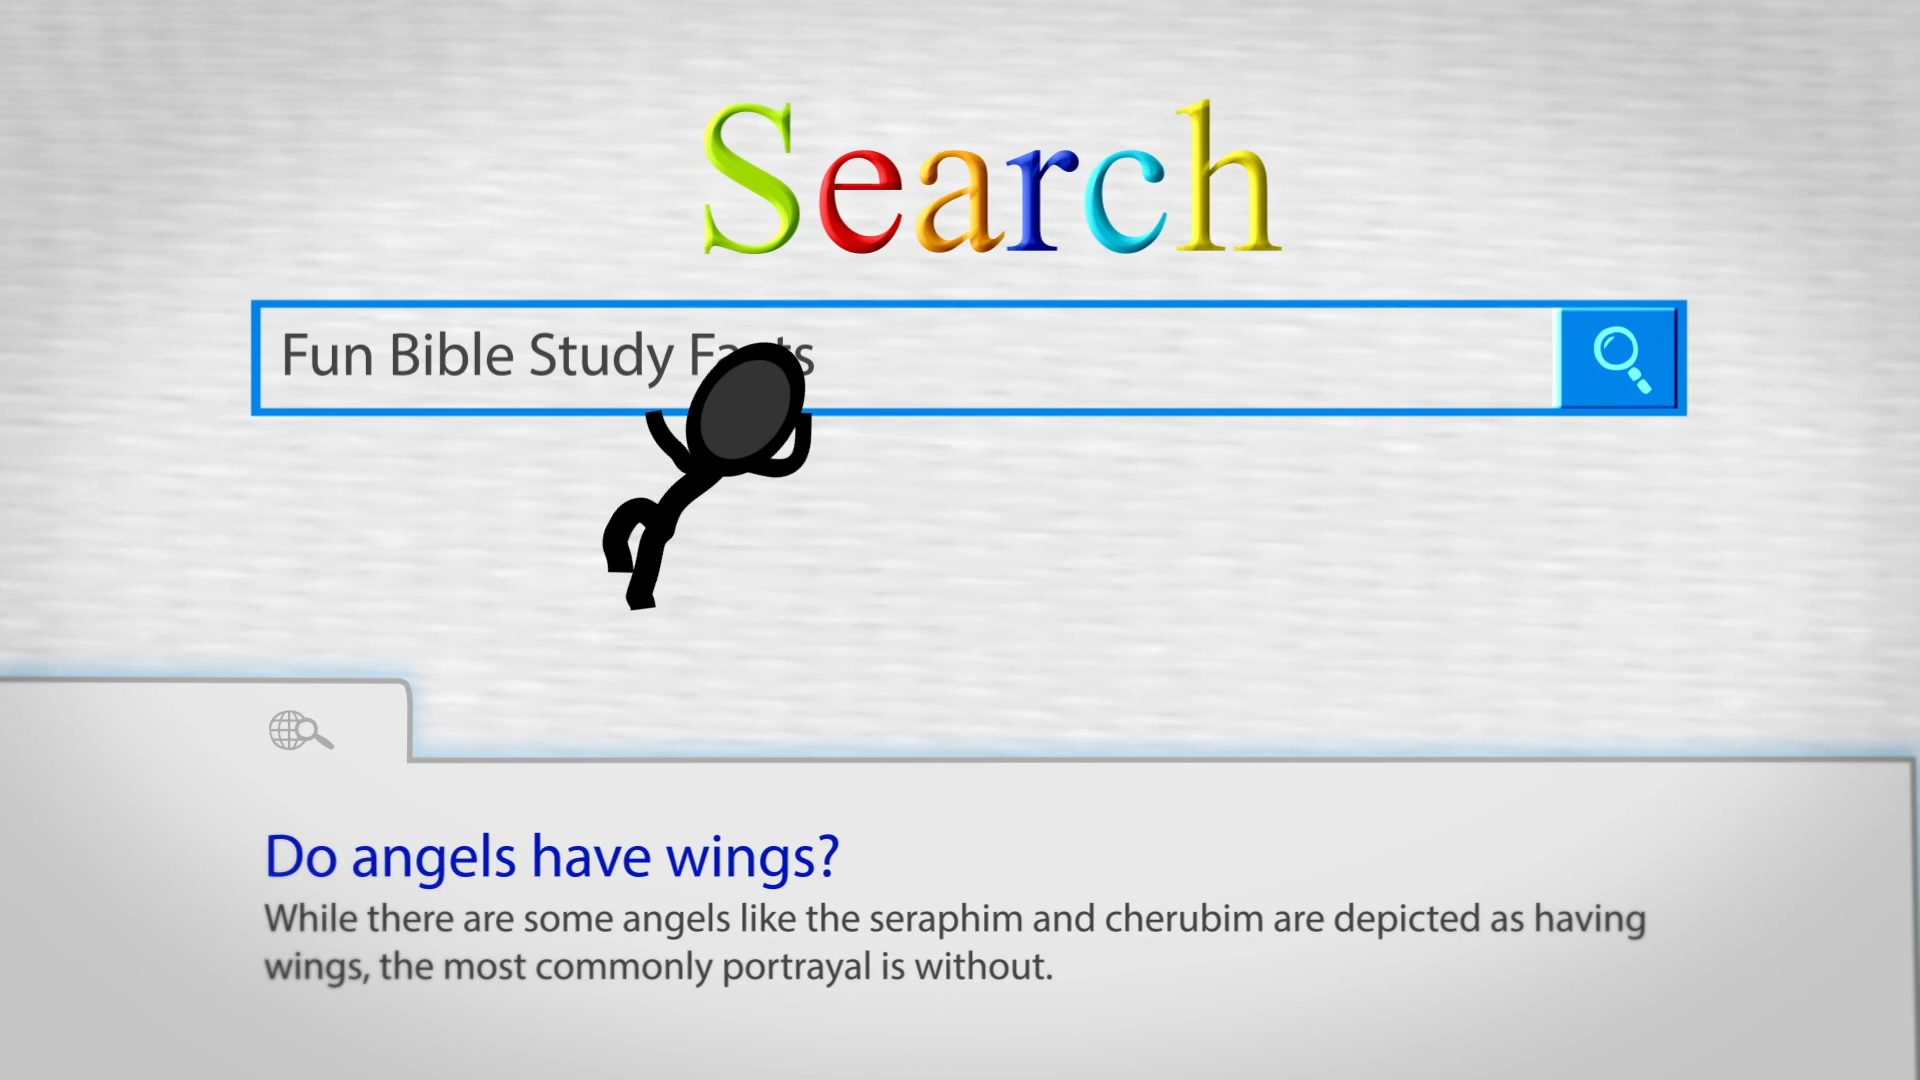 Search
Fun Bible Study Facts
Do angels have wings?
While there are some angels like the seraphim and cherubim are depicted as having
wings, the most commonly portrayal is without.